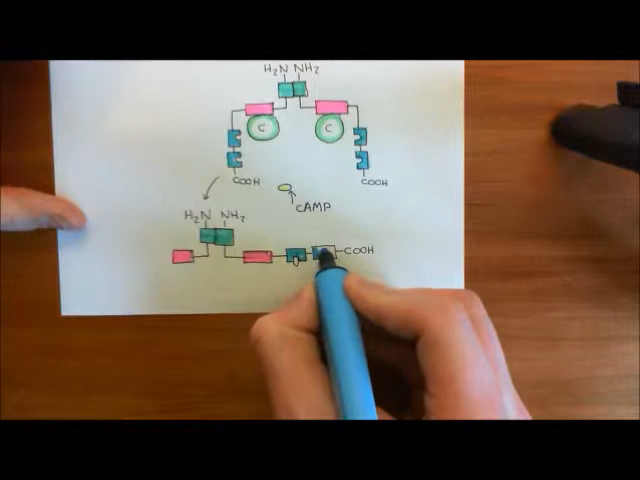 H₂N NH₂
C C
COOH COOH
cAMP
H₂N NH₂
COOH